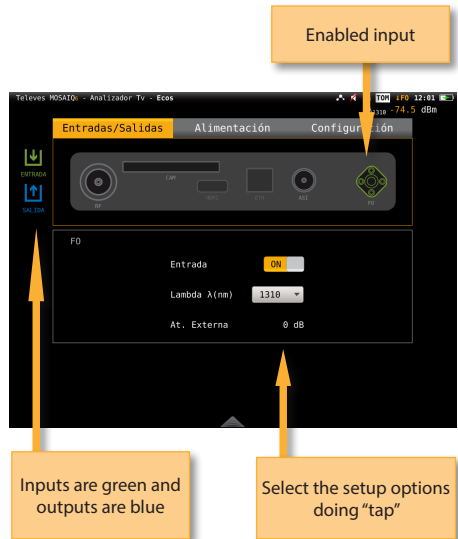 Enabled input
Televes MOSAIQ6 - Analizador Tv - Ecos
TOM ↓FO 12:01
1310 -74.5 dBm
Entradas/Salidas Alimentación Configuración
ENTRADA
SALIDA
RF
CAM
HDMI
ETH
ASI
FO
FO
Entrada ON
Lambda λ(nm) 1310
At. Externa 0 dB
Inputs are green and
outputs are blue
Select the setup options
doing “tap”